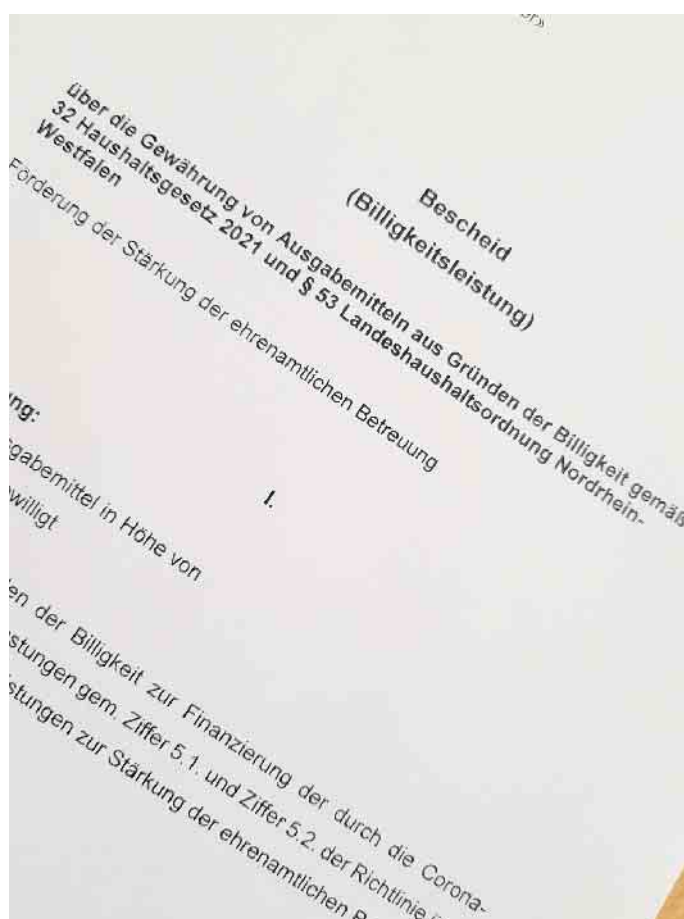 Bescheid
(Billigkeitsleistung)
über die Gewährung von Ausgabemitteln aus Gründen der Billigkeit gemäß
32 Haushaltsgesetz 2021 und § 53 Landeshaushaltsordnung Nordrhein-
Westfalen
Förderung der Stärkung der ehrenamtlichen Betreuung
I.
ng:
sgabemittel in Höhe von
ewilligt
en der Billigkeit zur Finanzierung der durch die Corona-
stungen gem. Ziffer 5.1. und Ziffer 5.2. der Richtlinie
stungen zur Stärkung der ehrenamtlichen